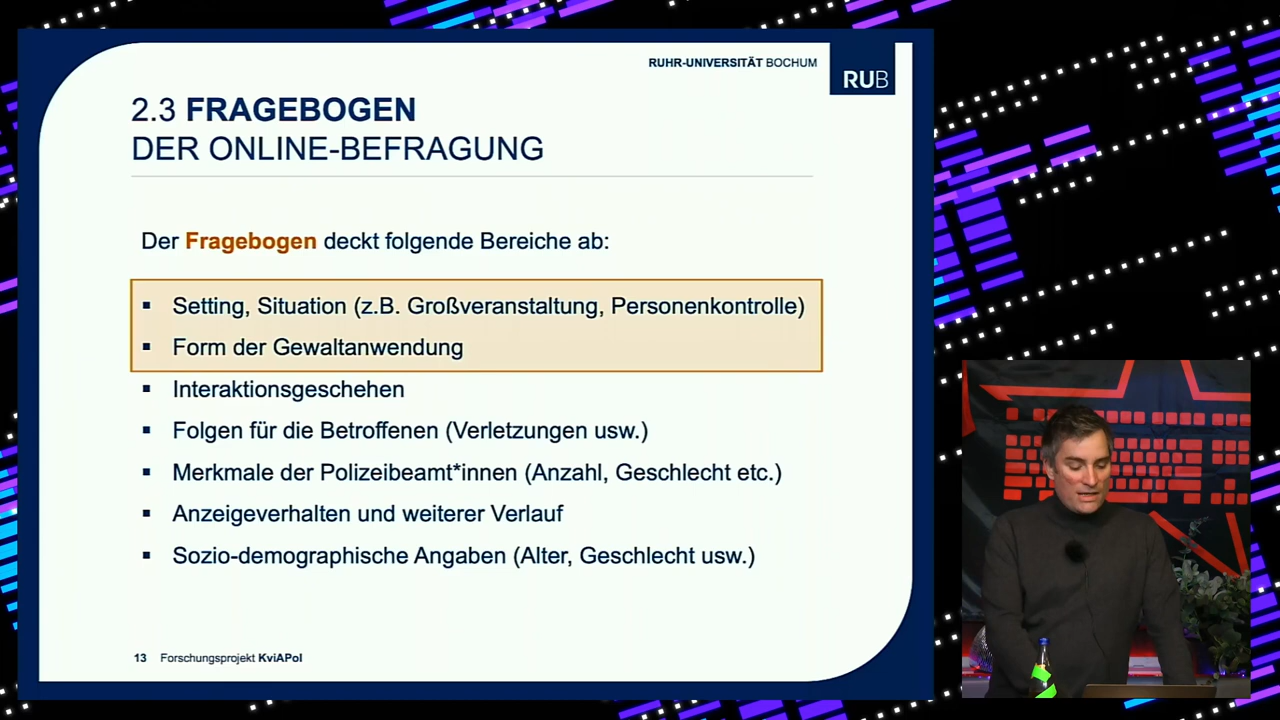 RUHR-UNIVERSITÄT BOCHUM
RUB
2.3 FRAGEBOGEN
DER ONLINE-BEFRAGUNG
Der Fragebogen deckt folgende Bereiche ab:
▪ Setting, Situation (z.B. Großveranstaltung, Personenkontrolle)
▪ Form der Gewaltanwendung
▪ Interaktionsgeschehen
▪ Folgen für die Betroffenen (Verletzungen usw.)
▪ Merkmale der Polizeibeamt*innen (Anzahl, Geschlecht etc.)
▪ Anzeigeverhalten und weiterer Verlauf
▪ Sozio-demographische Angaben (Alter, Geschlecht usw.)
13 Forschungsprojekt KviAPol